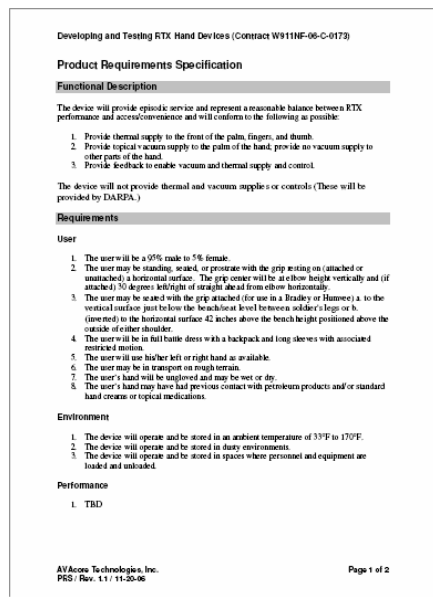 Developing and Testing RTX Hand Devices (Contract W911NF-06-C-0173)
Product Requirements Specification
Functional Description
The device will provide episodic service and represent a reasonable balance between RTX
performance and access/convenience and will conform to the following as possible:
1. Provide thermal supply to the front of the palm, fingers, and thumb.
2. Provide topical vacuum supply to the palm of the hand; provide no vacuum supply to
other parts of the hand.
3. Provide feedback to enable vacuum and thermal supply and control.
The device will not provide thermal and vacuum supplies or controls (These will be
provided by DARPA.)
Requirements
User
1. The user will be a 95% male to 5% female.
2. The user may be standing, seated, or prostrate with the grip resting on (attached or
unattached) a horizontal surface. The grip center will be at elbow height vertically and (if
attached) 30 degrees left/right of straight ahead from elbow horizontally.
3. The user may be seated with the grip attached (for use in a Bradley or Humvee) a. to the
vertical surface just below the bench/seat level between soldier's legs or b.
(inverted) to the horizontal surface 42 inches above the bench height positioned above the
outside of either shoulder.
4. The user will be in full battle dress with a backpack and long sleeves with associated
restricted motion.
5. The user will use his/her left or right hand as available.
6. The user may be in transport on rough terrain.
7. The user's hand will be ungloved and may be wet or dry.
8. The user's hand may have had previous contact with petroleum products and/or standard
hand creams or topical medications.
Environment
1. The device will operate and be stored in an ambient temperature of 33°F to 170°F.
2. The device will operate and be stored in dusty environments.
3. The device will operate and be stored in spaces where personnel and equipment are
loaded and unloaded.
Performance
1. TBD
AVAcore Technologies, Inc. Page 1 of 2
PRS / Rev. 1.1 / 11-20-06